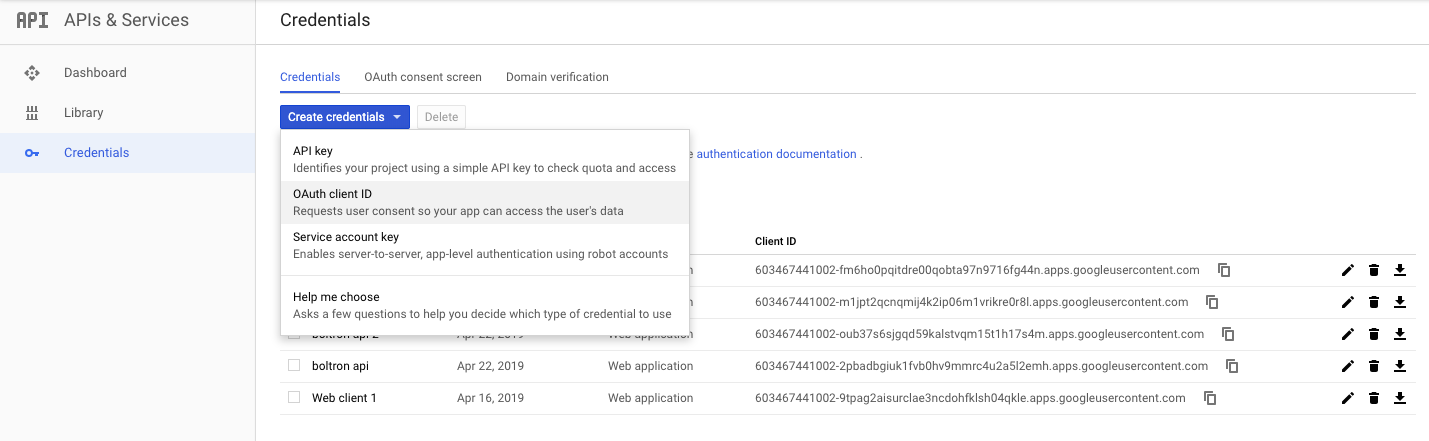 API APIs & Services
Credentials
Dashboard
Library
Credentials
Credentials OAuth consent screen Domain verification
Create credentials Delete
API key
Identifies your project using a simple API key to check quota and access
OAuth client ID
Requests user consent so your app can access the user's data
Service account key
Enables server-to-server, app-level authentication using robot accounts
Help me choose
Asks a few questions to help you decide which type of credential to use
authentication documentation .
Client ID
603467441002-fm6ho0pqitdre00qobta97n9716fg44n.apps.googleusercontent.com
603467441002-m1jpt2qcnqmij4k2ip06m1vrikre0r8l.apps.googleusercontent.com
boltron api 2 Apr 22, 2019 Web application 603467441002-oub37s6sjgqd59kalstvqm15t1h17s4m.apps.googleusercontent.com
boltron api Apr 22, 2019 Web application 603467441002-2pbadbgiuk1fvb0hv9mmrc4u2a5l2emh.apps.googleusercontent.com
Web client 1 Apr 16, 2019 Web application 603467441002-9tpag2aisurclae3ncdohfklsh04qkle.apps.googleusercontent.com